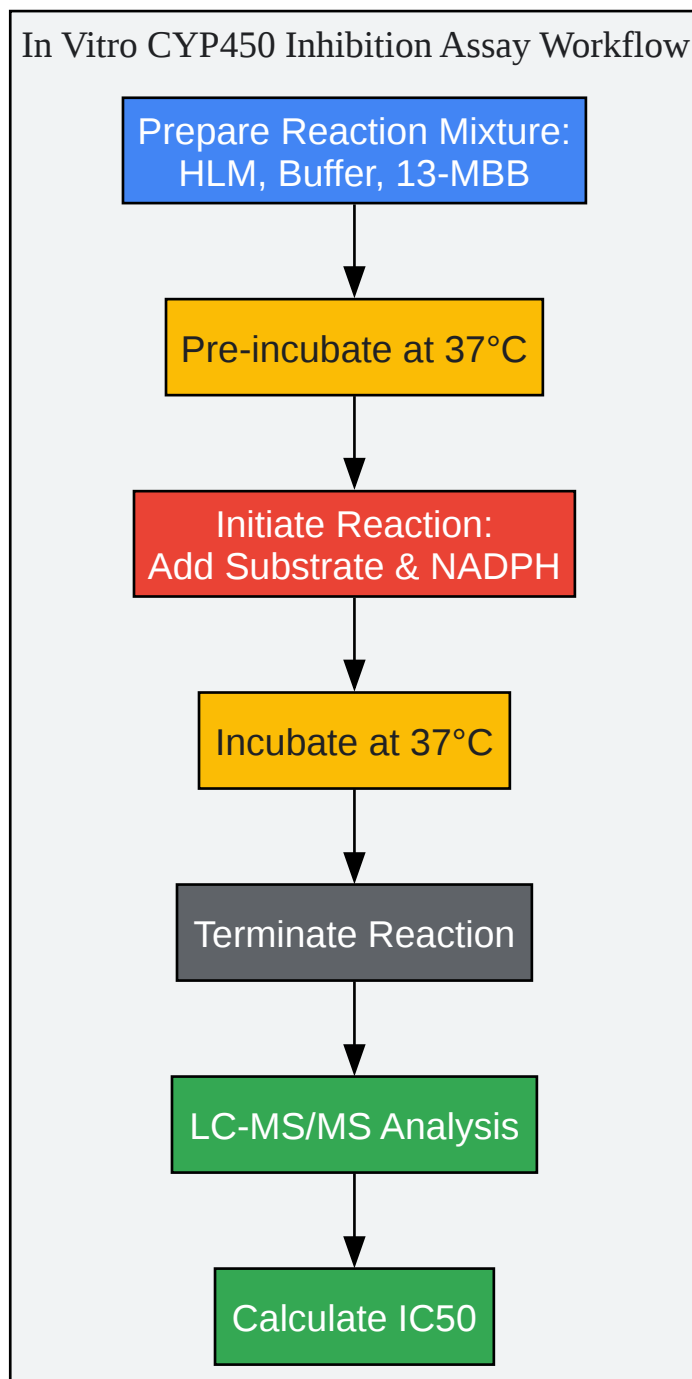 In Vitro CYP450 Inhibition Assay Workflow
Prepare Reaction Mixture:
HLM, Buffer, 13-MBB
Pre-incubate at 37°C
Initiate Reaction:
Add Substrate & NADPH
Incubate at 37°C
Terminate Reaction
LC-MS/MS Analysis
Calculate IC50